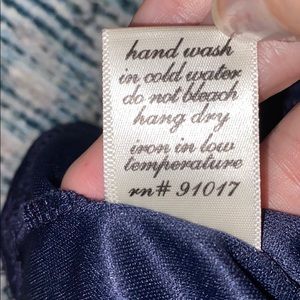 hand wash
in cold water
do not bleach
hang dry
iron in low
temperature
rn# 91017